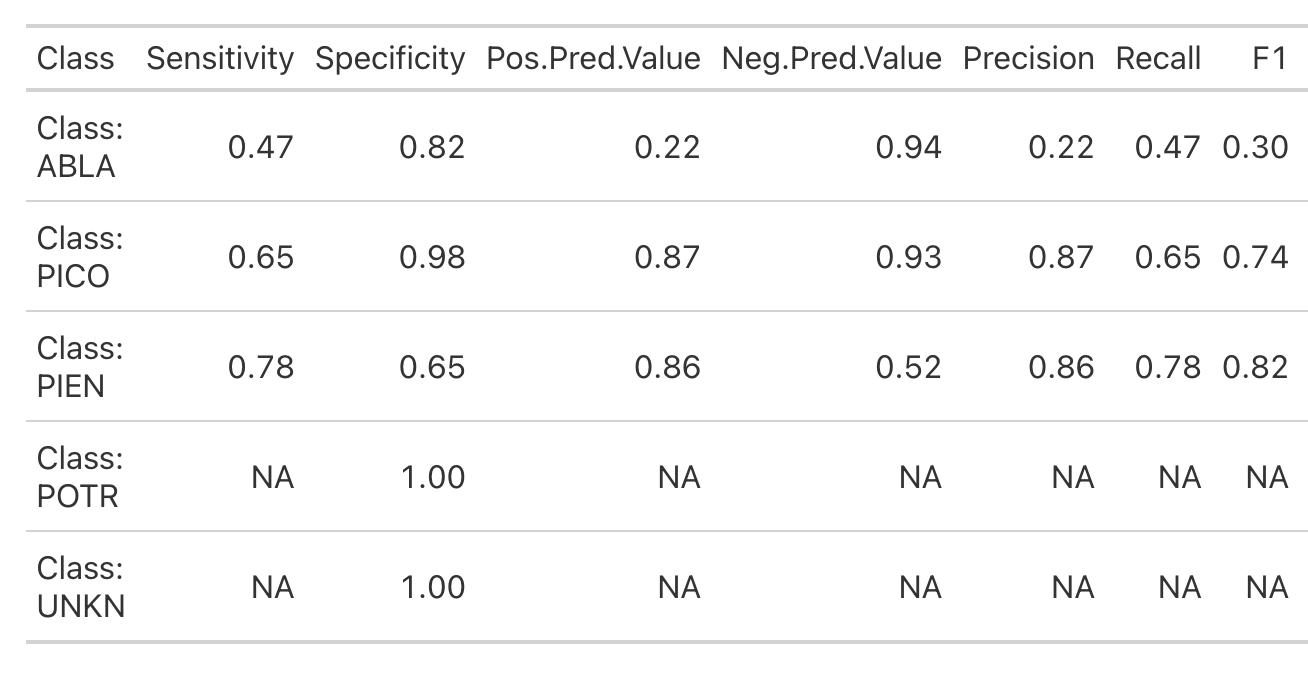 Class Sensitivity Specificity Pos.Pred.Value Neg.Pred.Value Precision Recall F1
Class:
ABLA 0.47 0.82 0.22 0.94 0.22 0.47 0.30
Class:
PICO 0.65 0.98 0.87 0.93 0.87 0.65 0.74
Class:
PIEN 0.78 0.65 0.86 0.52 0.86 0.78 0.82
Class:
POTR NA 1.00 NA NA NA NA NA
Class:
UNKN NA 1.00 NA NA NA NA NA